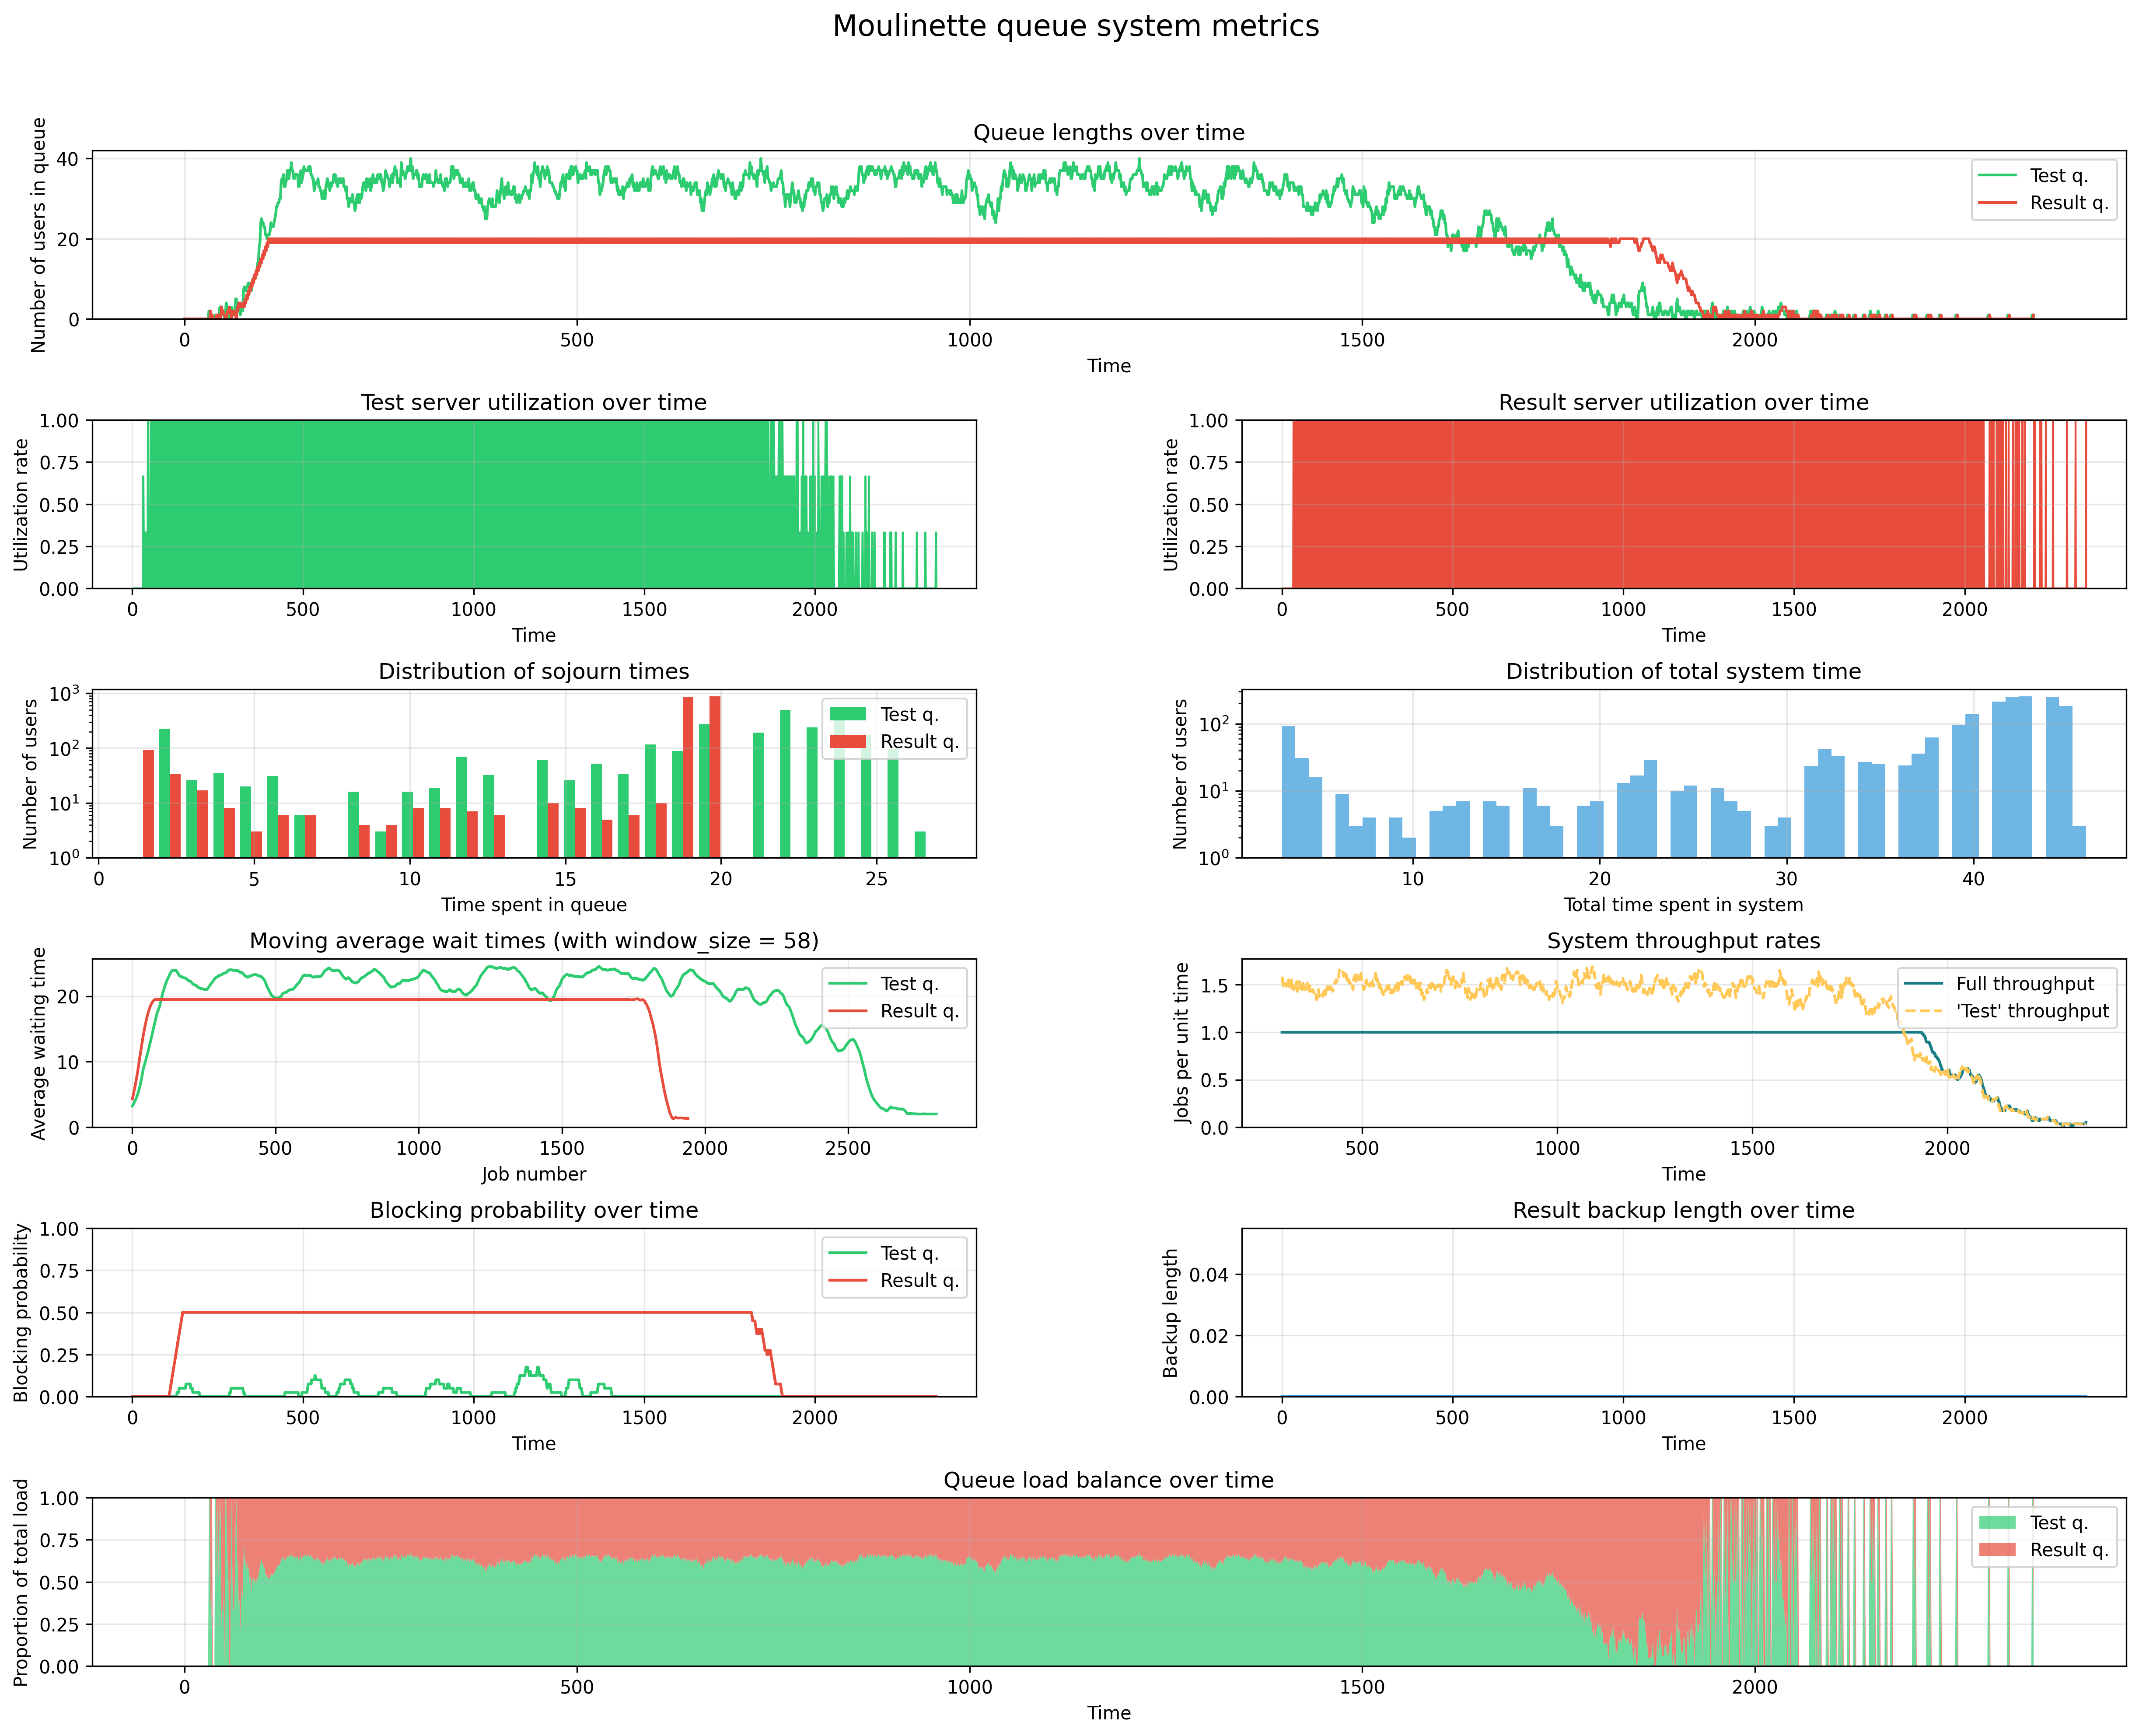 Moulinette queue system metrics
Queue lengths over time
Number of users in queue
40
20
0
Test q.
Result q.
0 500 1000 1500 2000
Time
Test server utilization over time
Utilization rate
1.00
0.75
0.50
0.25
0.00
0 500 1000 1500 2000
Time
Result server utilization over time
Utilization rate
1.00
0.75
0.50
0.25
0.00
0 500 1000 1500 2000
Time
Distribution of sojourn times
Number of users
10³
10²
10¹
10⁰
Test q.
Result q.
0 5 10 15 20 25
Time spent in queue
Distribution of total system time
Number of users
10²
10¹
10⁰
10 20 30 40
Total time spent in system
Moving average wait times (with window_size = 58)
Average waiting time
20
10
0
Test q.
Result q.
0 500 1000 1500 2000 2500
Job number
System throughput rates
Jobs per unit time
1.5
1.0
0.5
0.0
Full throughput
'Test' throughput
500 1000 1500 2000
Time
Blocking probability over time
Blocking probability
1.00
0.75
0.50
0.25
0.00
Test q.
Result q.
0 500 1000 1500 2000
Time
Result backup length over time
Backup length
0.04
0.02
0.00
0 500 1000 1500 2000
Time
Queue load balance over time
Proportion of total load
1.00
0.75
0.50
0.25
0.00
Test q.
Result q.
0 500 1000 1500 2000
Time